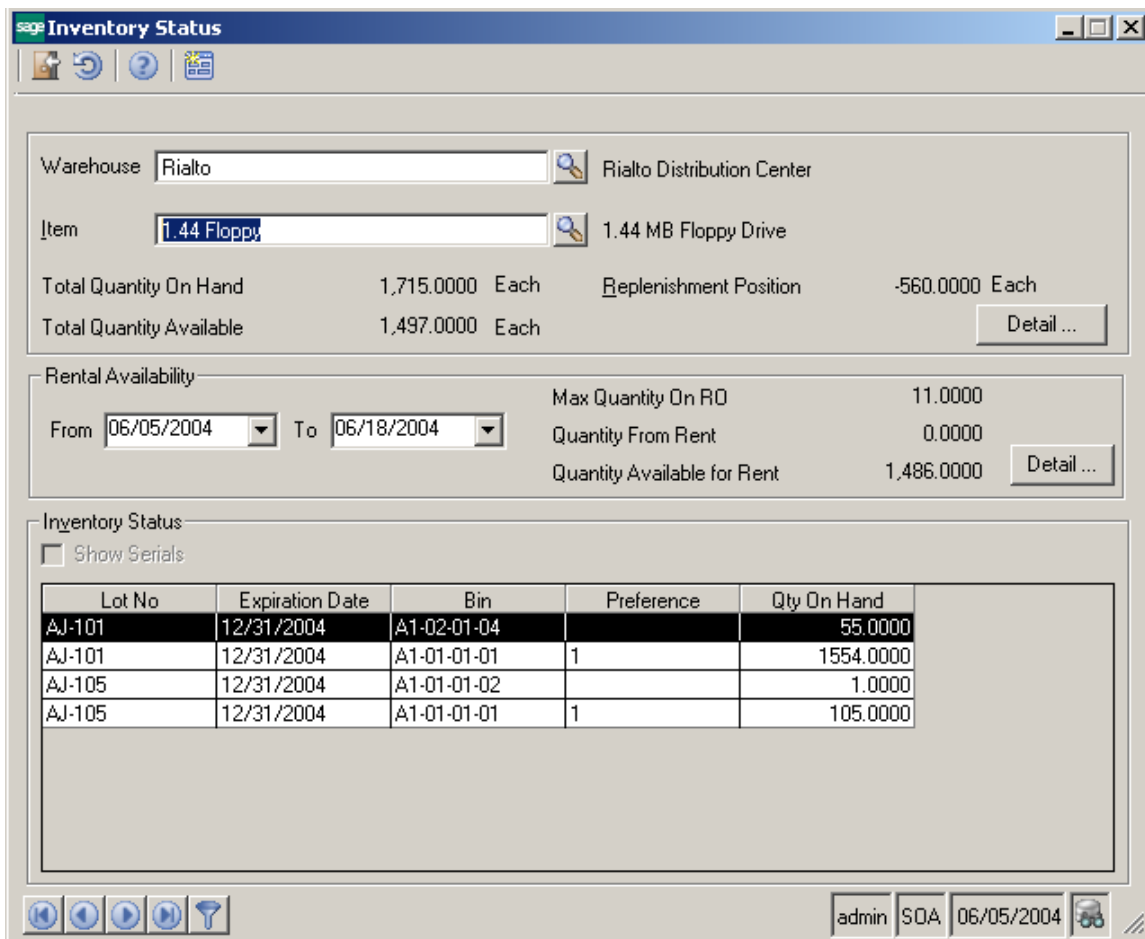 sage Inventory Status
Warehouse Rialto Rialto Distribution Center
Item 1.44 Floppy 1.44 MB Floppy Drive
Total Quantity On Hand 1,715.0000 Each Replenishment Position -560.0000 Each
Total Quantity Available 1,497.0000 Each Detail ...
Rental Availability
Max Quantity On RO 11.0000
From 06/05/2004 To 06/18/2004
Quantity From Rent 0.0000
Quantity Available for Rent 1,486.0000 Detail ...
Inventory Status
Show Serials
Lot No Expiration Date Bin Preference Qty On Hand
AJ-101 12/31/2004 A1-02-01-04 55.0000
AJ-101 12/31/2004 A1-01-01-01 1 1554.0000
AJ-105 12/31/2004 A1-01-01-02 1.0000
AJ-105 12/31/2004 A1-01-01-01 1 105.0000
admin SOA 06/05/2004